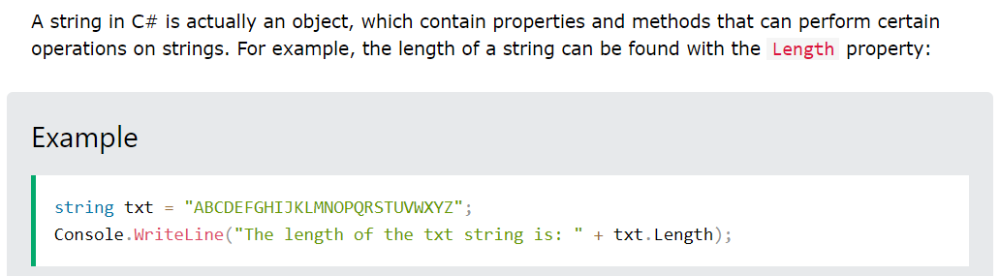 A string in C# is actually an object, which contain properties and methods that can perform certain
operations on strings. For example, the length of a string can be found with the Length property:
Example
string txt = "ABCDEFGHIJKLMNOPQRSTUVWXYZ";
Console.WriteLine("The length of the txt string is: " + txt.Length);